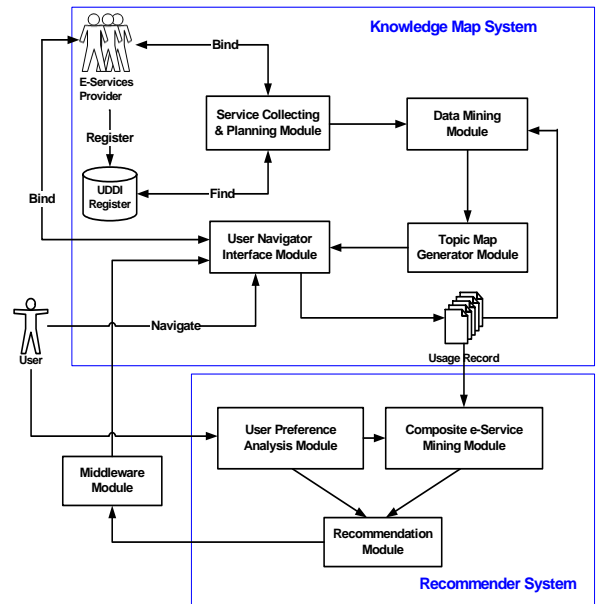 Knowledge Map System
Bind
E-Services
Provider
Service Collecting
& Planning Module
Data Mining
Module
Register
UDDI
Register
Find
Bind
User Navigator
Interface Module
Topic Map
Generator Module
Navigate
User
Usage Record
User Preference
Analysis Module
Composite e-Service
Mining Module
Middleware
Module
Recommendation
Module
Recommender System